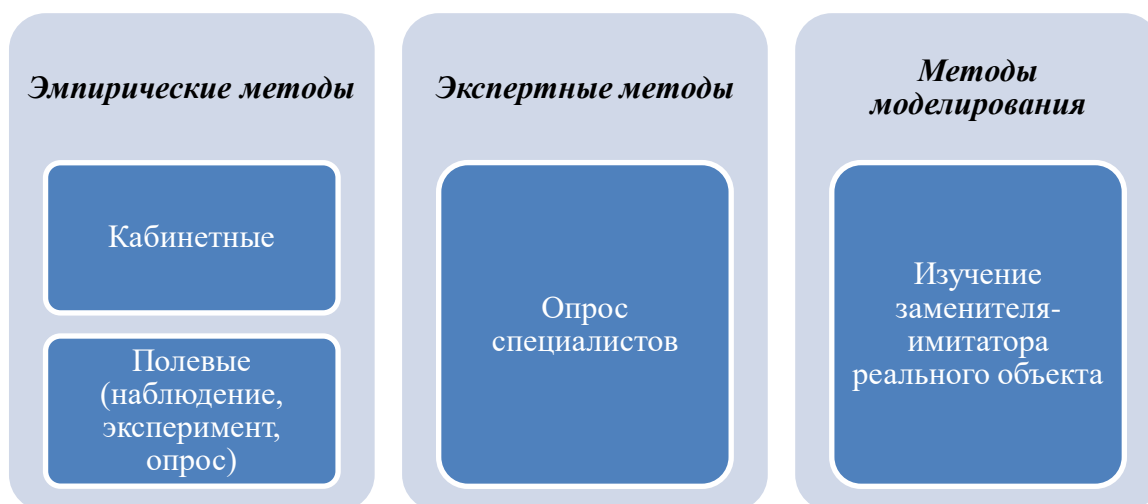 Эмпирические методы
Кабинетные
Полевые
(наблюдение,
эксперимент,
опрос)
Экспертные методы
Опрос
специалистов
Методы
моделирования
Изучение
заменителя-
имитатора
реального объекта